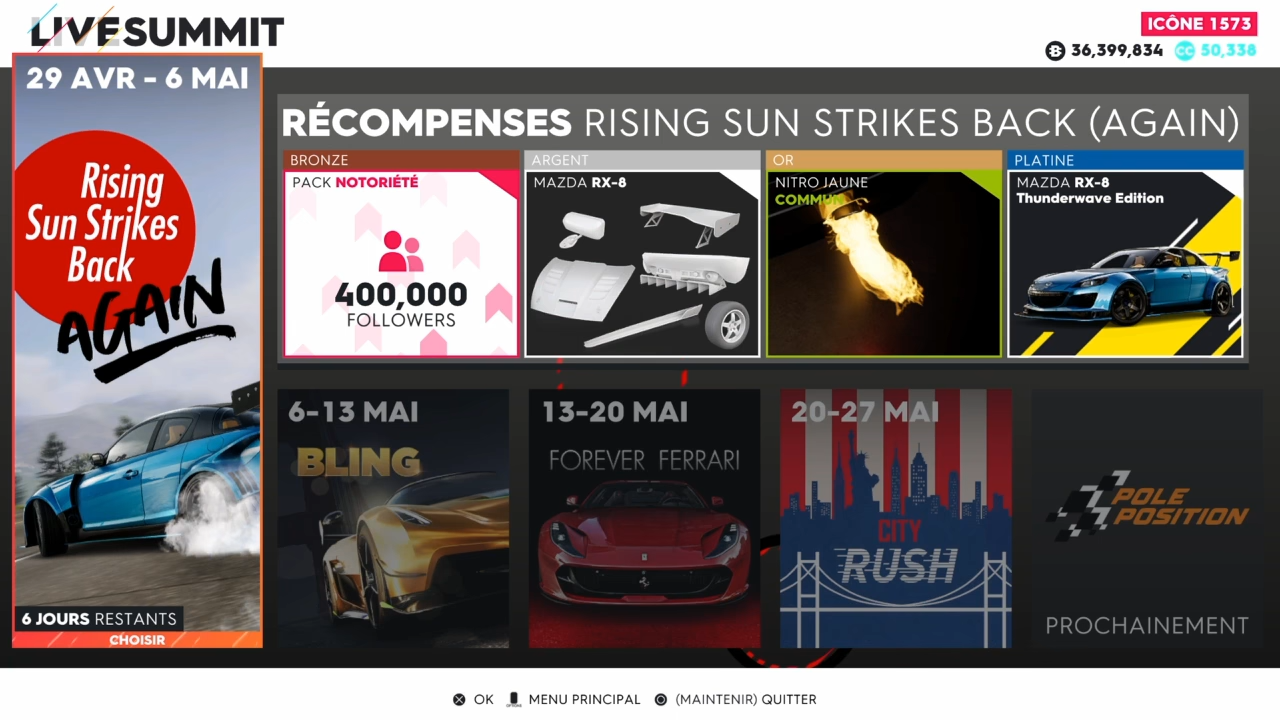 LIVESUMMIT
ICÔNE 1573
36,399,834 CC 50,338
29 AVR - 6 MAI
Rising
Sun Strikes
Back
AGAIN
6 JOURS RESTANTS
CHOISIR
RÉCOMPENSES RISING SUN STRIKES BACK (AGAIN)
BRONZE
PACK NOTORIÉTÉ
400,000
FOLLOWERS
ARGENT
MAZDA RX-8
OR
NITRO JAUNE
COMMUN
PLATINE
MAZDA RX-8
Thunderwave Edition
6-13 MAI
BLING
13-20 MAI
FOREVER FERRARI
20-27 MAI
CITY
RUSH
POLE
POSITION
PROCHAINEMENT
OK MENU PRINCIPAL (MAINTENIR) QUITTER